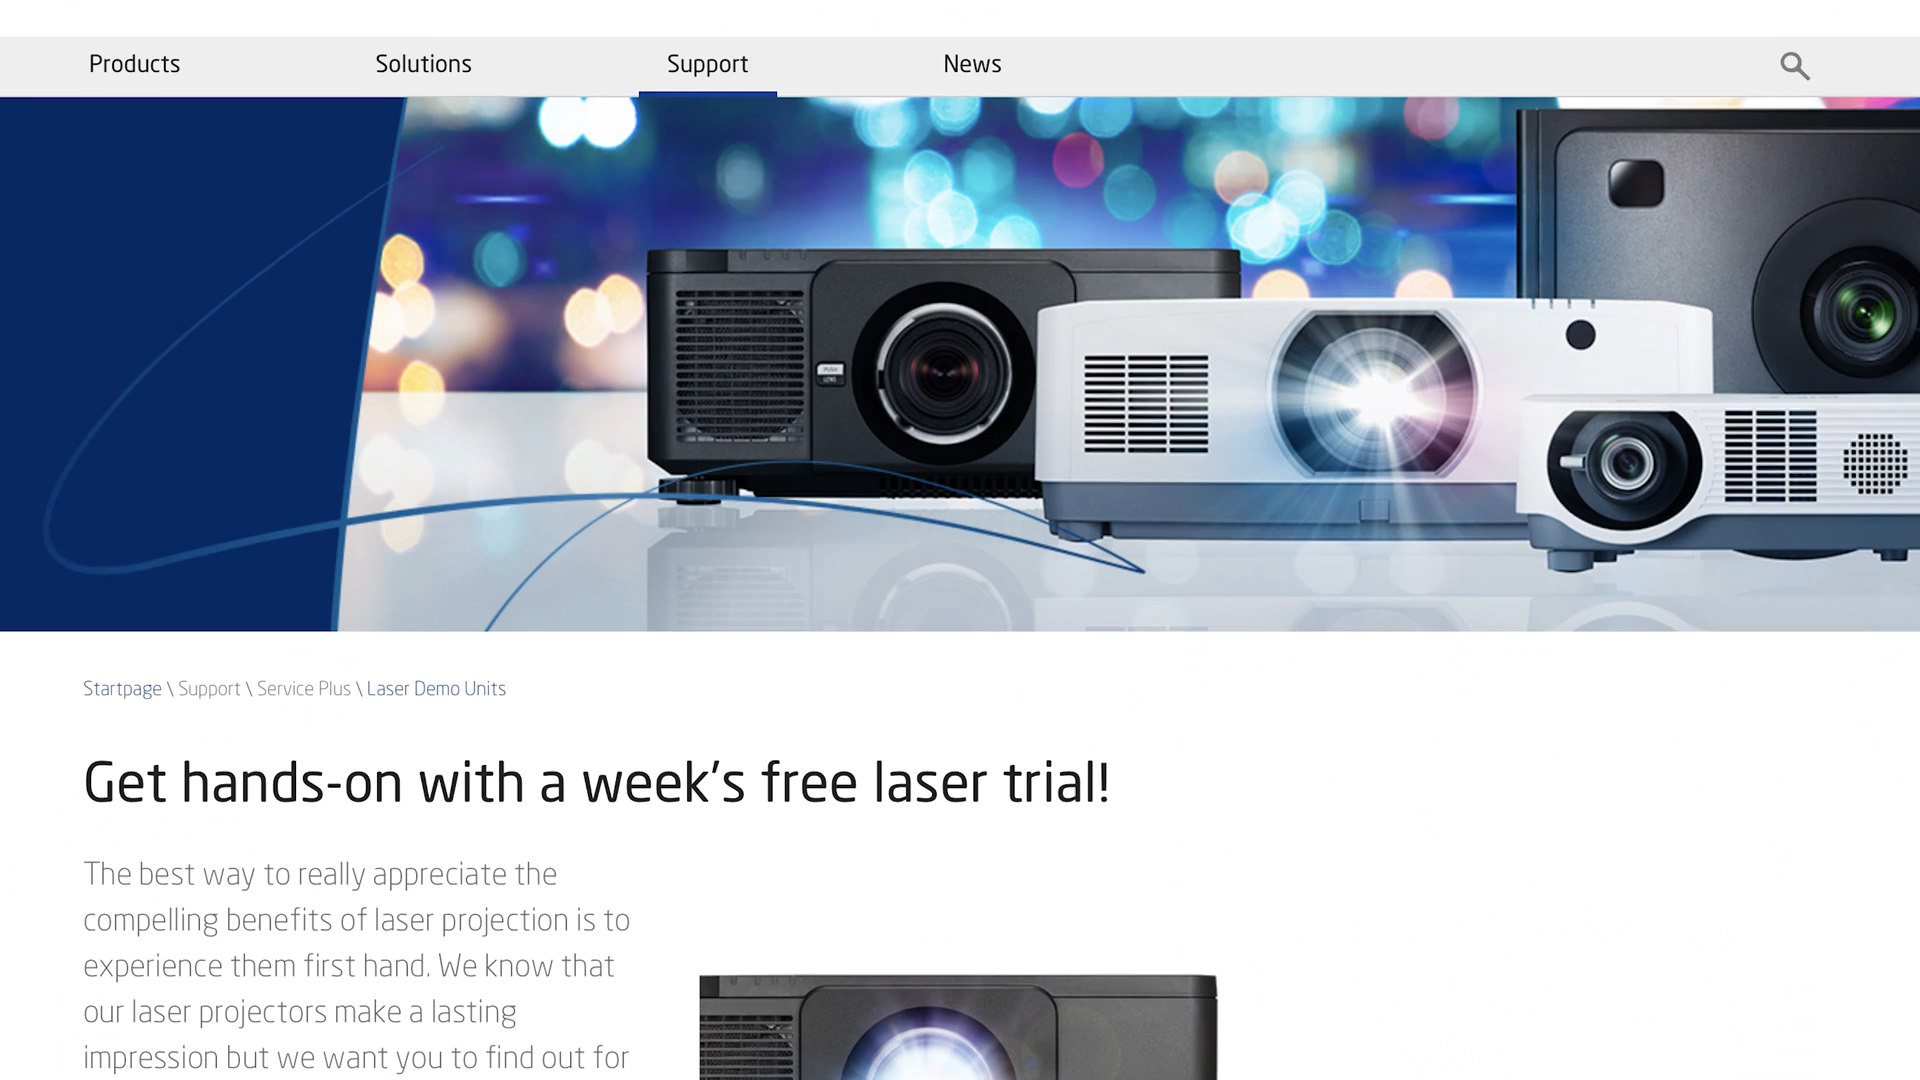 Products Solutions Support News
PUSH
LENS
Startpage \ Support \ Service Plus \ Laser Demo Units
Get hands-on with a week's free laser trial!
The best way to really appreciate the
compelling benefits of laser projection is to
experience them first hand. We know that
our laser projectors make a lasting
impression but we want you to find out for